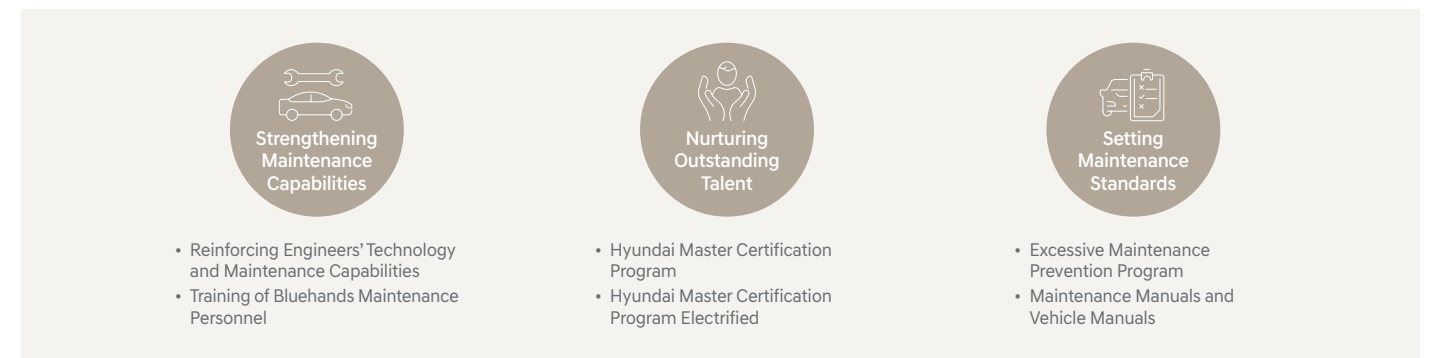 Strengthening
Maintenance
Capabilities
• Reinforcing Engineers’ Technology
and Maintenance Capabilities
• Training of Bluehands Maintenance
Personnel
Nurturing
Outstanding
Talent
• Hyundai Master Certification
Program
• Hyundai Master Certification
Program Electrified
Setting
Maintenance
Standards
• Excessive Maintenance
Prevention Program
• Maintenance Manuals and
Vehicle Manuals